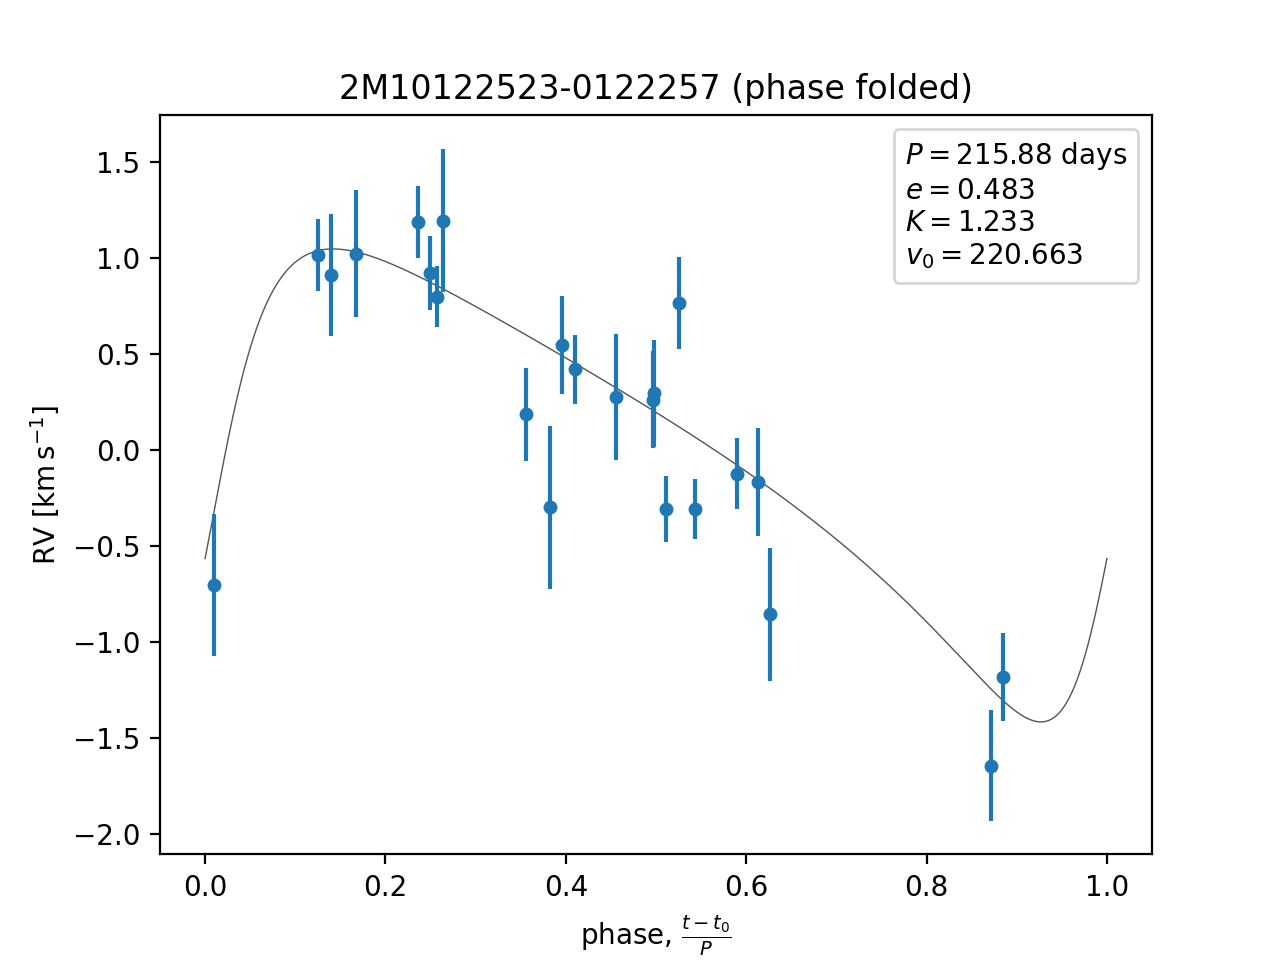 2M10122523-0122257 (phase folded)
P = 215.88 days
e = 0.483
K = 1.233
v₀ = 220.663
RV [km s⁻¹]
1.5
1.0
0.5
0.0
−0.5
−1.0
−1.5
−2.0
0.0 0.2 0.4 0.6 0.8 1.0
phase, (t − t₀)/P